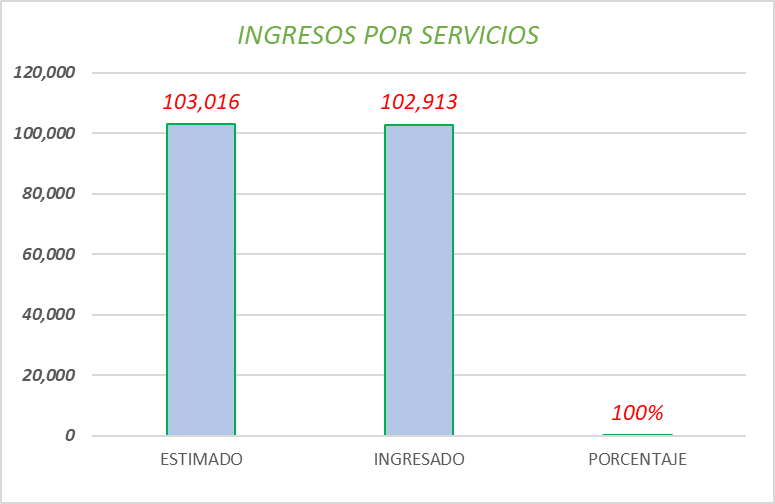 INGRESOS POR SERVICIOS
120,000
100,000
80,000
60,000
40,000
20,000
0
103,016
102,913
100%
ESTIMADO
INGRESADO
PORCENTAJE